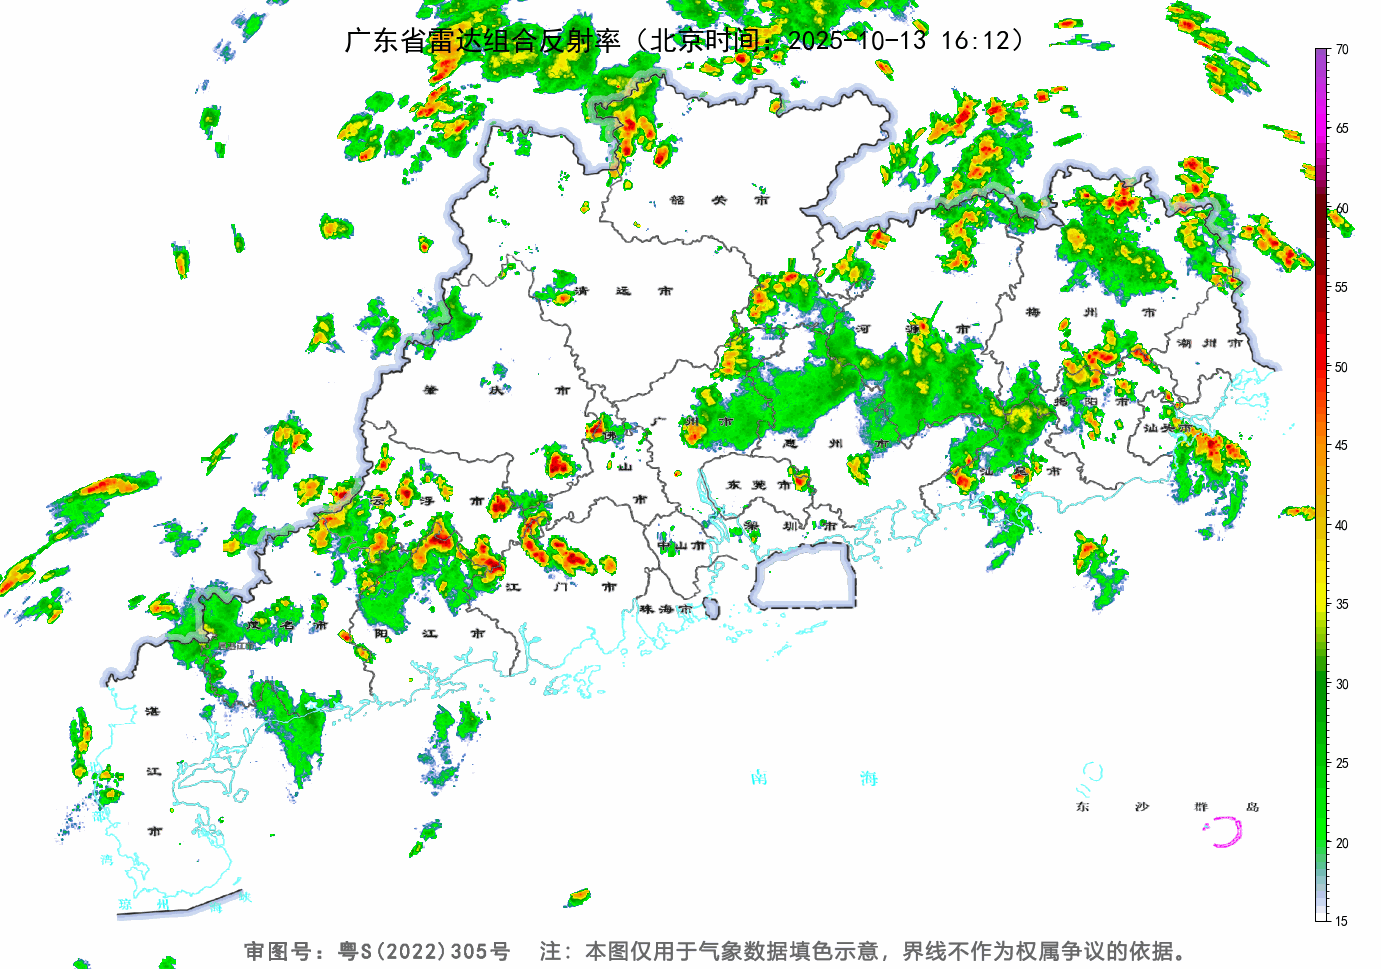 广东省雷达组合反射率（北京时间：2025-10-13 16:12）
70
65
60
55
50
45
40
35
30
25
20
15
韶关市
清远市
河源市
梅州市
潮州市
肇庆市
广州市
佛山市
惠州市
揭阳市
汕头市
汕尾市
东莞市
云浮市
深圳市
中山市
江门市
珠海市
茂名市
阳江市
湛江市
南海
东沙群岛
湾
琼州海峡
审图号：粤S(2022)305号 注：本图仅用于气象数据填色示意，界线不作为权属争议的依据。